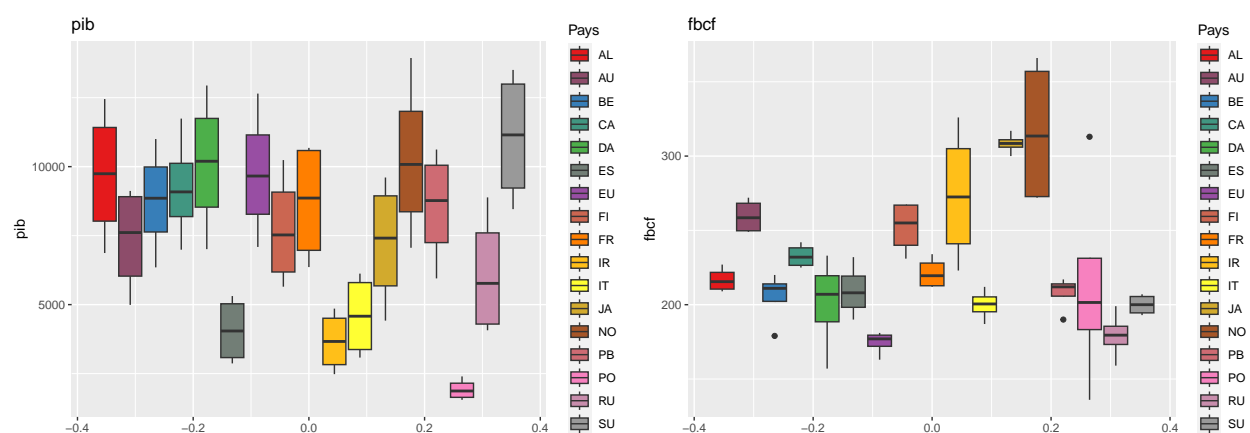 pib
pib
10000
5000
−0.4
−0.2
0.0
0.2
0.4
Pays
AL
AU
BE
CA
DA
ES
EU
FI
FR
IR
IT
JA
NO
PB
PO
RU
SU
fbcf
fbcf
300
200
−0.4
−0.2
0.0
0.2
0.4
Pays
AL
AU
BE
CA
DA
ES
EU
FI
FR
IR
IT
JA
NO
PB
PO
RU
SU